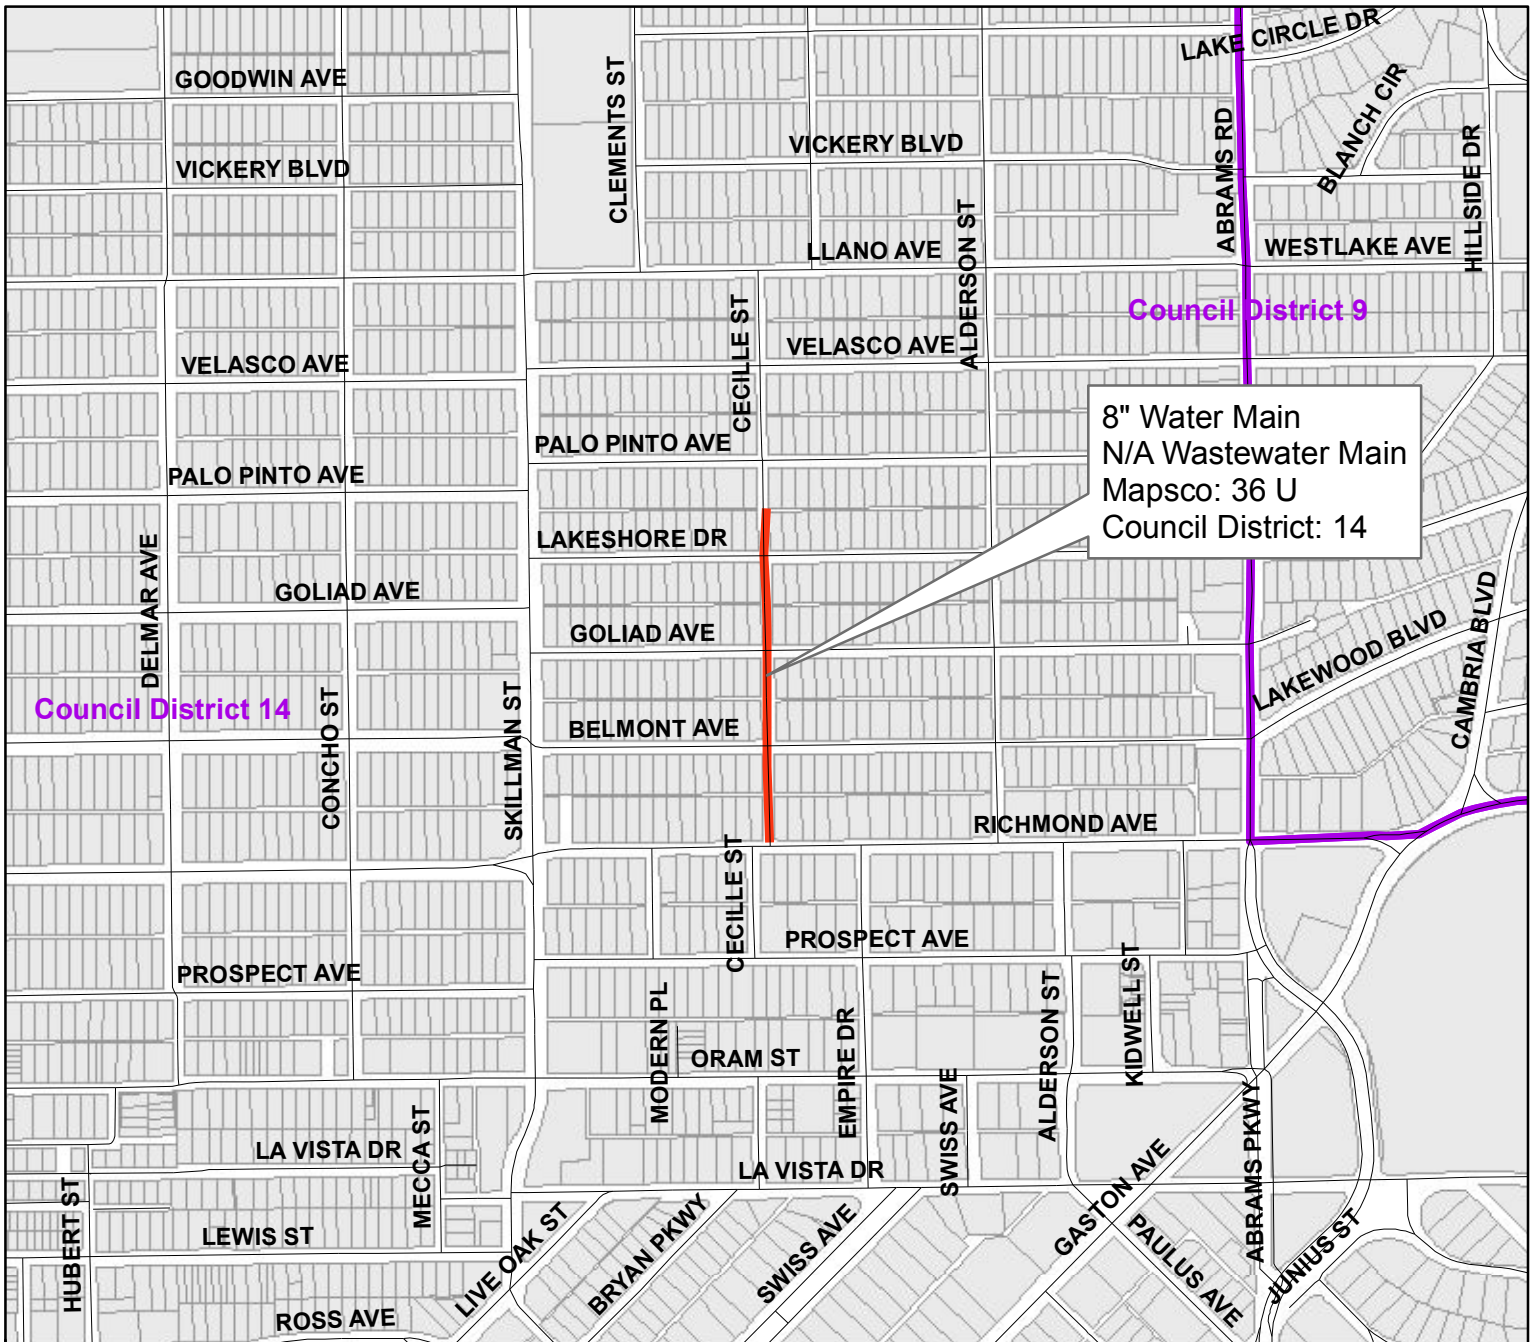 LAKE CIRCLE DR
GOODWIN AVE
CLEMENTS ST
BLANCH CIR
ABRAMS RD
VICKERY BLVD
HILLSIDE DR
VICKERY BLVD
ALDERSON ST
LLANO AVE
WESTLAKE AVE
CECILLE ST
Council District 9
VELASCO AVE
VELASCO AVE
8" Water Main
N/A Wastewater Main
Mapsco: 36 U
Council District: 14
PALO PINTO AVE
PALO PINTO AVE
LAKESHORE DR
DELMAR AVE
GOLIAD AVE
GOLIAD AVE
CAMBRIA BLVD
LAKEWOOD BLVD
Council District 14
CONCHO ST
SKILLMAN ST
BELMONT AVE
RICHMOND AVE
CECILLE ST
PROSPECT AVE
PROSPECT AVE
MODERN PL
ORAM ST
EMPIRE DR
ALDERSON ST
KIDWELL ST
MECCA ST
LA VISTA DR
SWISS AVE
LA VISTA DR
ABRAMS PKWY
GASTON AVE
HUBERT ST
LEWIS ST
LIVE OAK ST
BRYAN PKWY
SWISS AVE
PAULUS AVE
JUNIUS ST
ROSS AVE